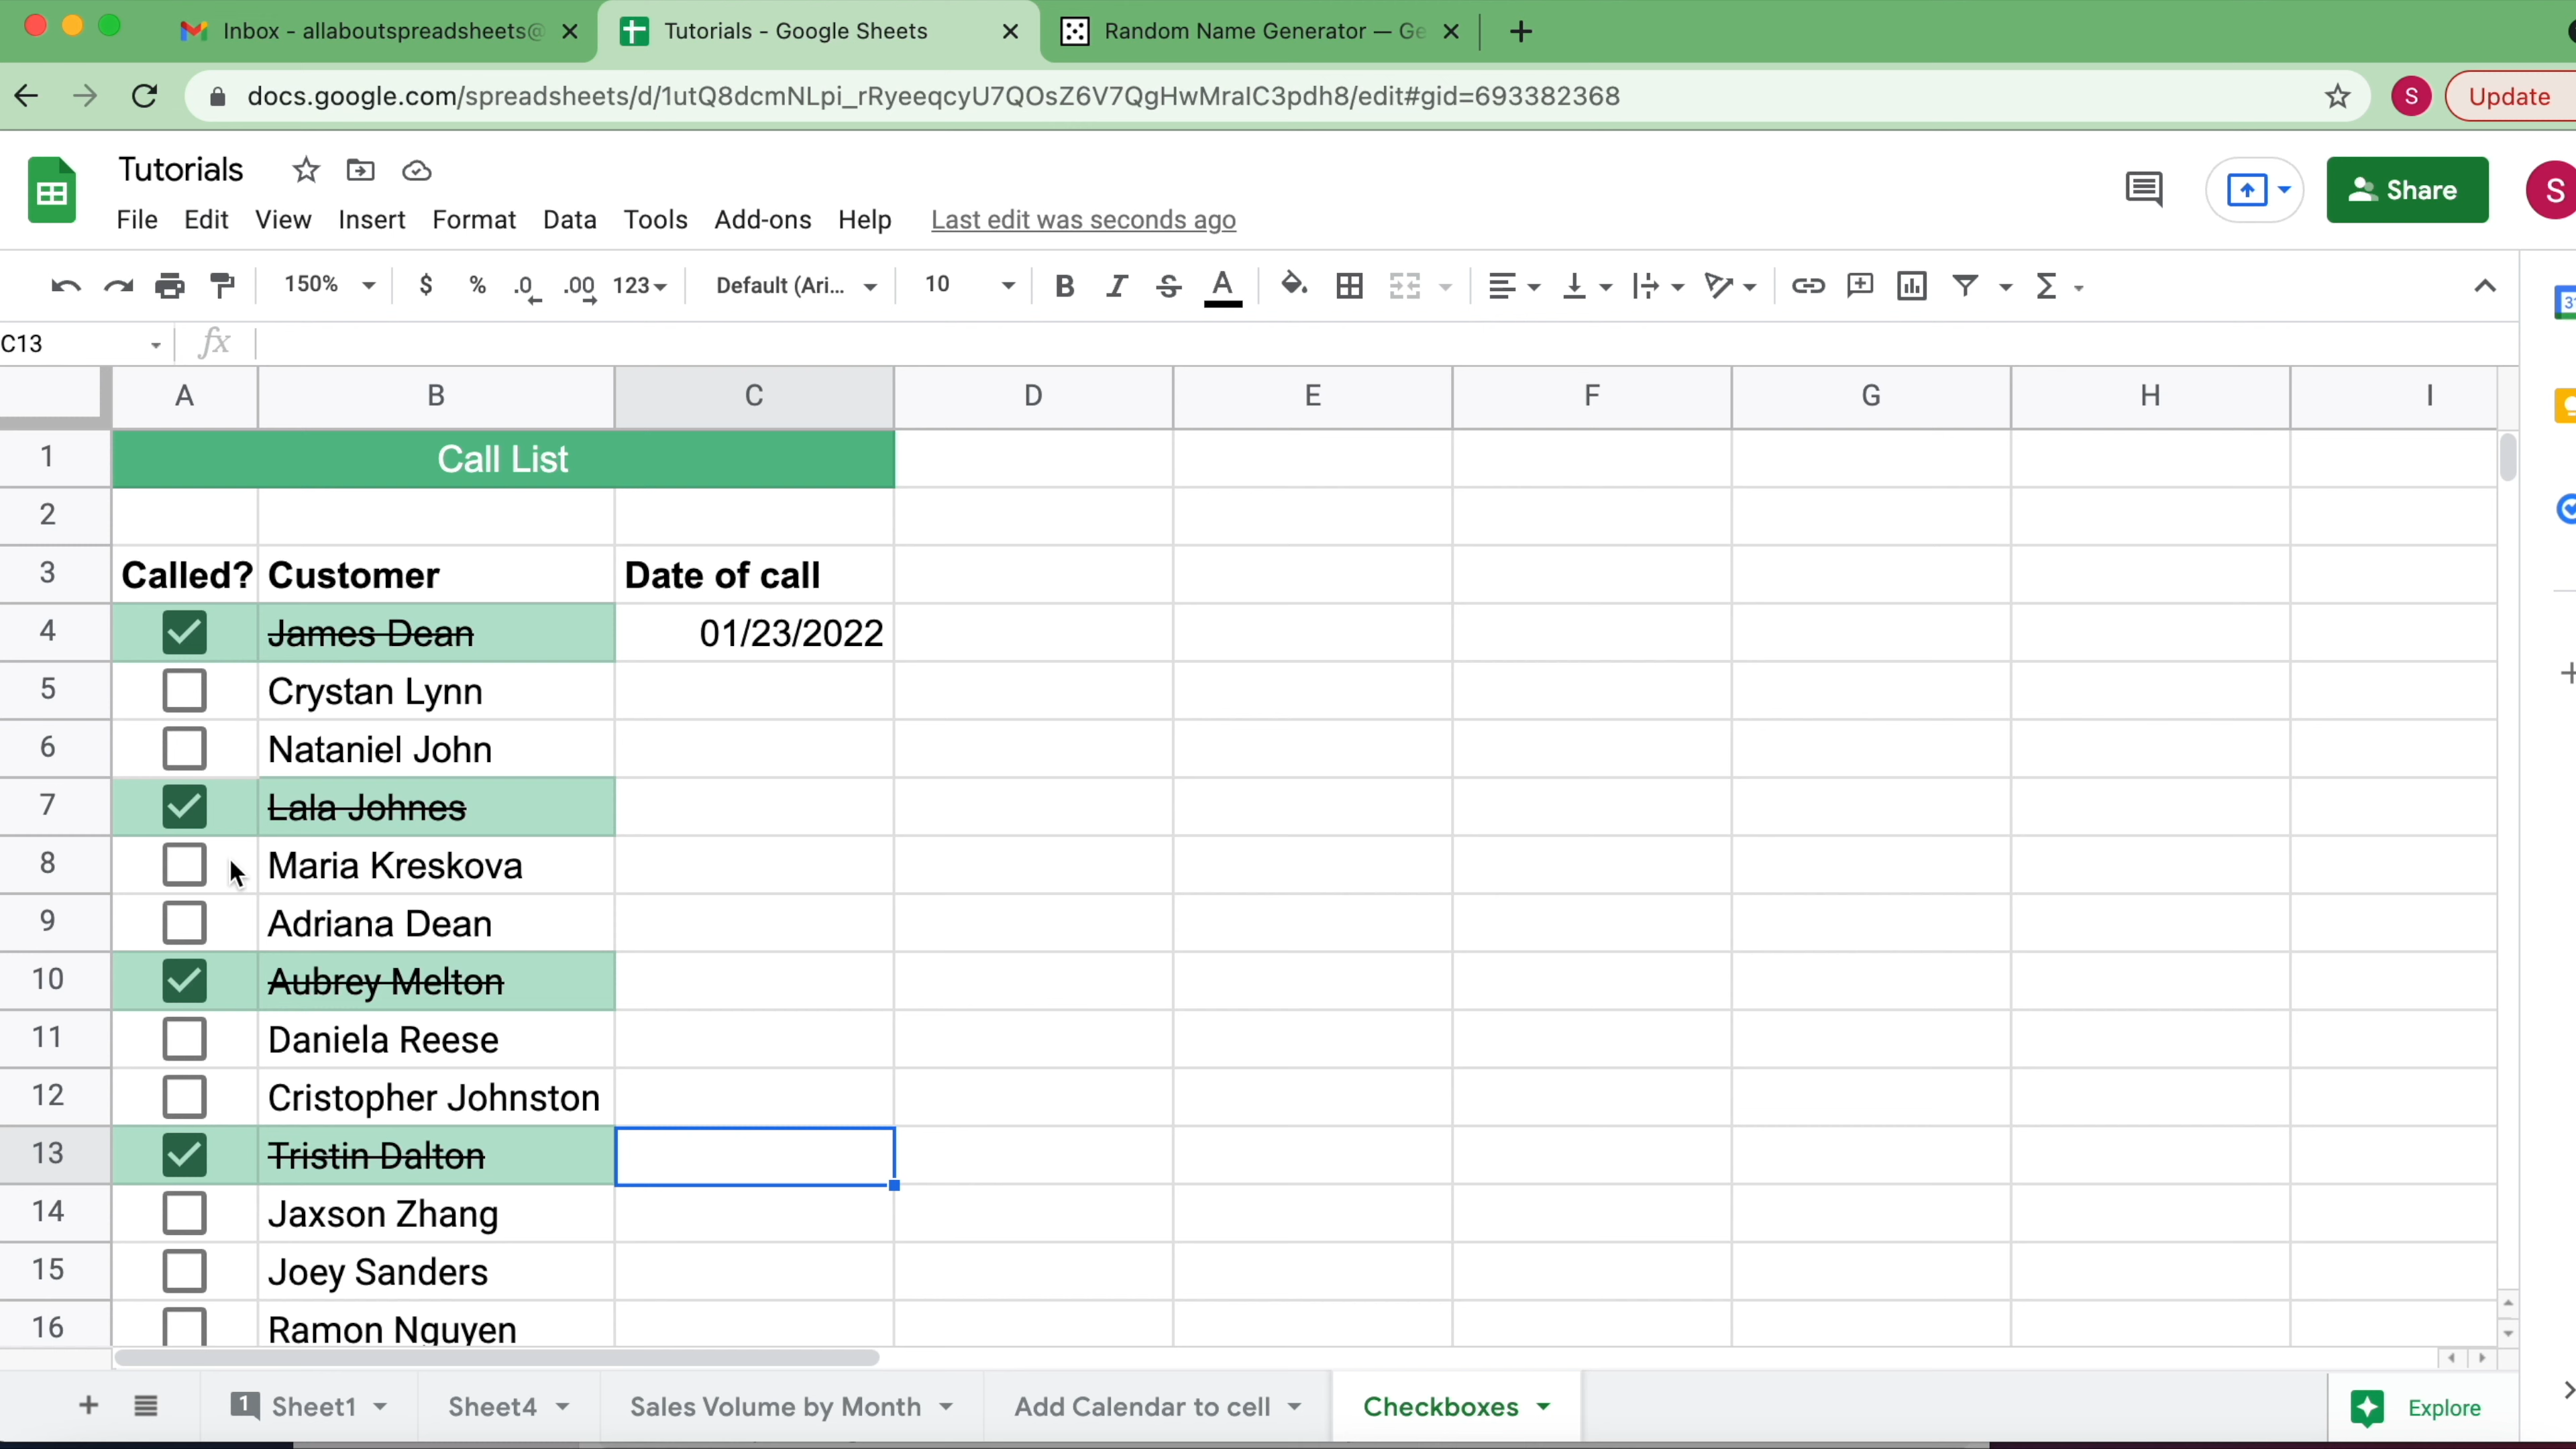 Inbox - allaboutspreadsheets@
Tutorials - Google Sheets
Random Name Generator — Ge
docs.google.com/spreadsheets/d/1utQ8dcmNLpi_rRyeeqcyU7QOsZ6V7QgHwMralC3pdh8/edit#gid=693382368
S
Update
Tutorials
Share
S
File Edit View Insert Format Data Tools Add-ons Help Last edit was seconds ago
150% $ % .0 .00 123 Default (Ari... 10 B I S A
31
C13 fx
A B C D E F G H I
1 Call List
2
3 Called? Customer Date of call
4 James Dean 01/23/2022
5 Crystan Lynn
6 Nataniel John
7 Lala Johnes
8 Maria Kreskova
9 Adriana Dean
10 Aubrey Melton
11 Daniela Reese
12 Cristopher Johnston
13 Tristin Dalton
14 Jaxson Zhang
15 Joey Sanders
16 Ramon Nguyen
1 Sheet1 Sheet4 Sales Volume by Month Add Calendar to cell Checkboxes Explore